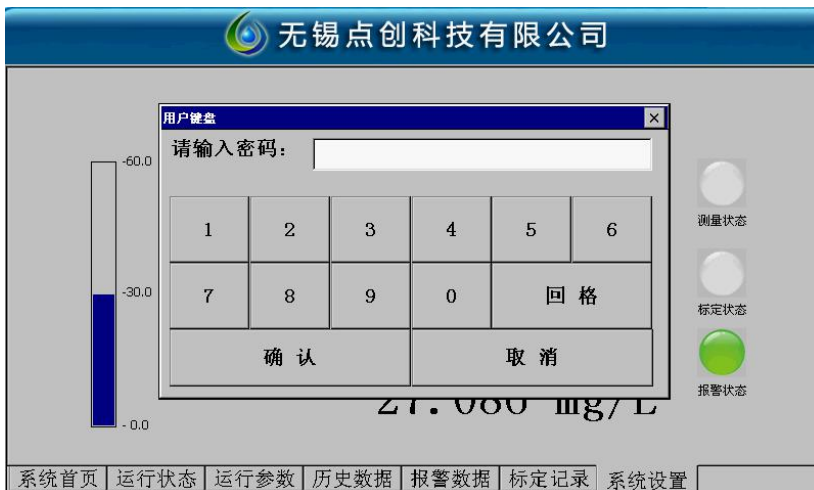 无锡点创科技有限公司
用户键盘
请输入密码：
1 2 3 4 5 6
7 8 9 0 回格
确认 取消
60.0
30.0
0.0
测量状态
标定状态
报警状态
27.080 mg/L
系统首页 运行状态 运行参数 历史数据 报警数据 标定记录 系统设置